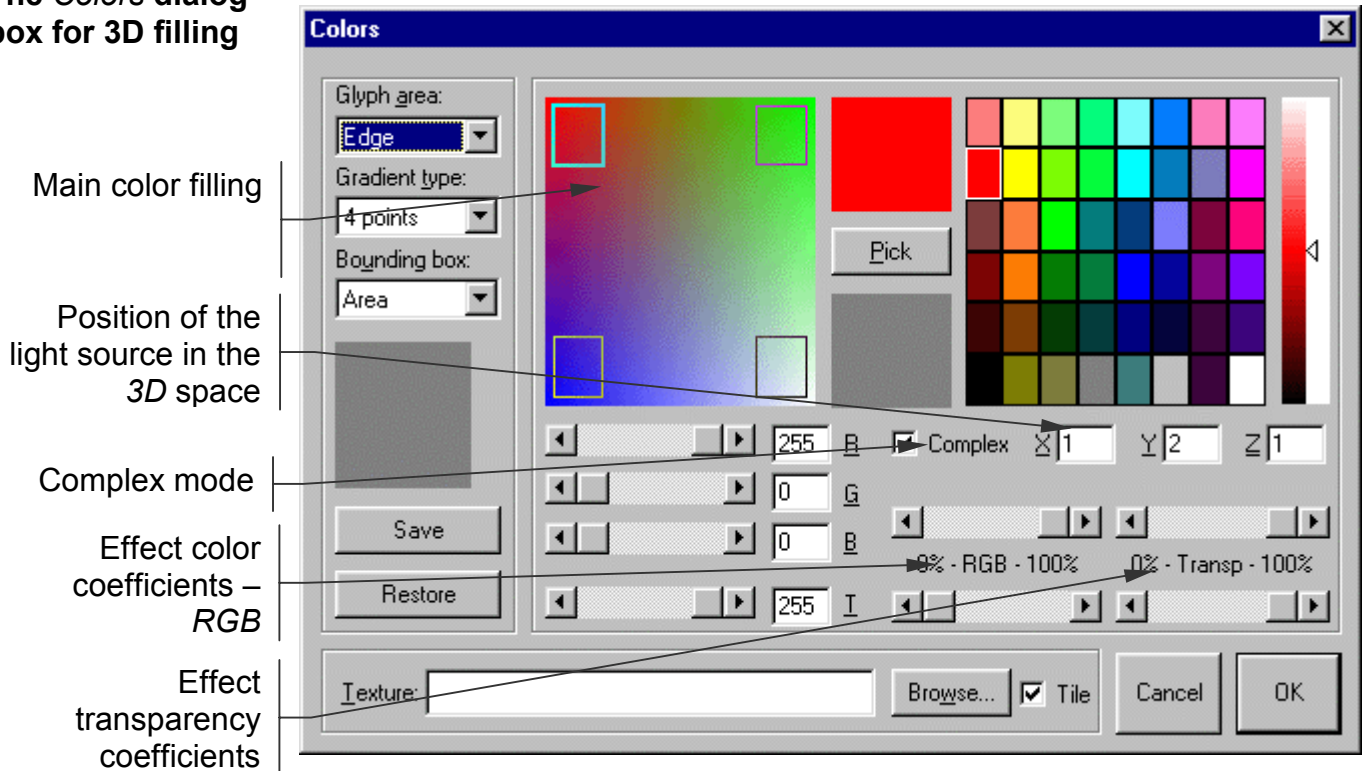 Colors dialog
box for 3D filling
Colors
Glyph area:
Edge
Gradient type:
4 points
Bounding box:
Area
Save
Restore
Pick
255 R
0 G
0 B
255 T
Complex X 1 Y 2 Z 1
0% - RGB - 100%
0% - Transp - 100%
Texture:
Browse...
Tile
Cancel
OK
Main color filling
Position of the
light source in the
3D space
Complex mode
Effect color
coefficients –
RGB
Effect
transparency
coefficients